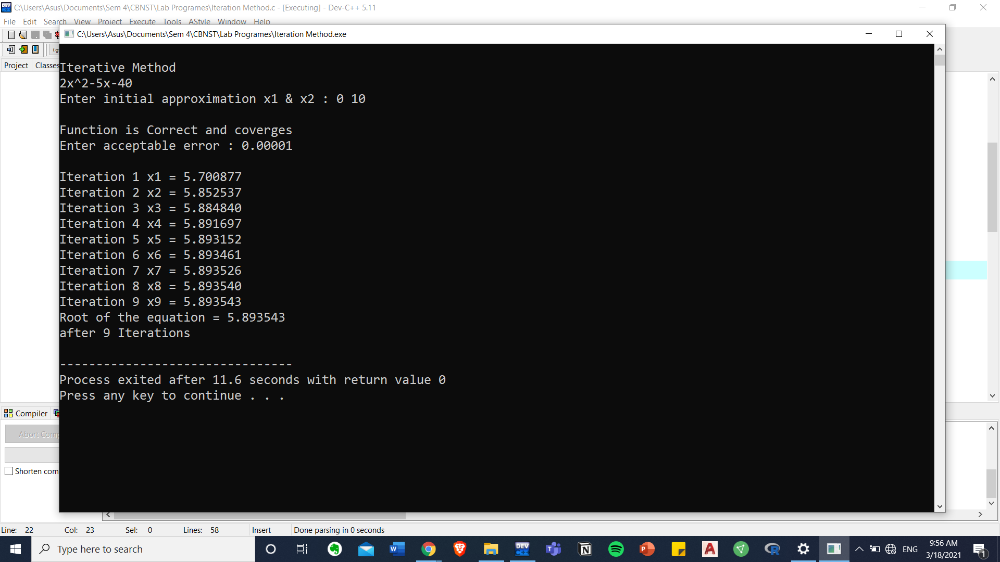 C:\Users\Asus\Documents\Sem 4\CBNST\Lab Programes\Iteration Method.c - [Executing] - Dev-C++ 5.11
File Edit Search View Project Execute Tools AStyle Window Help
C:\Users\Asus\Documents\Sem 4\CBNST\Lab Programes\Iteration Method.exe
(g
Project Classes
Iterative Method
2x^2-5x-40
Enter initial approximation x1 & x2 : 0 10
Function is Correct and coverges
Enter acceptable error : 0.00001
Iteration 1 x1 = 5.700877
Iteration 2 x2 = 5.852537
Iteration 3 x3 = 5.884840
Iteration 4 x4 = 5.891697
Iteration 5 x5 = 5.893152
Iteration 6 x6 = 5.893461
Iteration 7 x7 = 5.893526
Iteration 8 x8 = 5.893540
Iteration 9 x9 = 5.893543
Root of the equation = 5.893543
after 9 Iterations
--------------------------------
Process exited after 11.6 seconds with return value 0
Press any key to continue . . .
Compiler
Abort Com
Shorten com
Line: 22 Col: 23 Sel: 0 Lines: 58 Insert Done parsing in 0 seconds
Type here to search
DEV
ENG
9:56 AM
3/18/2021
1